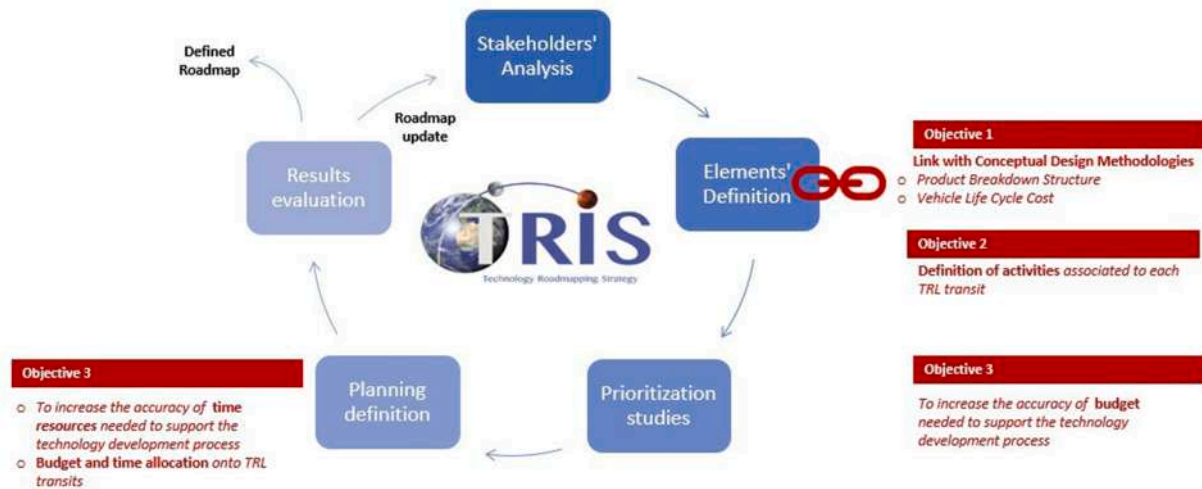 Stakeholders'
Analysis
Defined
Roadmap
Roadmap
update
Results
evaluation
Elements'
Definition
Objective 1
Link with Conceptual Design Methodologies
o Product Breakdown Structure
o Vehicle Life Cycle Cost
TRIS
Technology Roadmapping Strategy
Objective 2
Definition of activities associated to each
TRL transit
Objective 3
o To increase the accuracy of time
resources needed to support the
technology development process
o Budget and time allocation onto TRL
transits
Planning
definition
Prioritization
studies
Objective 3
To increase the accuracy of budget
needed to support the technology
development process